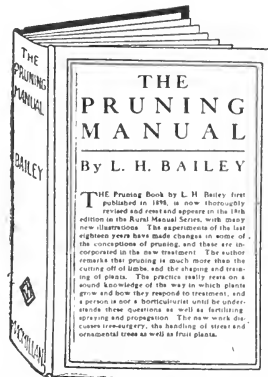 THE
PRUNING
MANUAL
BAILEY
MACMILLAN
THE
PRUNING
MANUAL
By L. H. BAILEY
THE Pruning Book by L. H. Bailey first
published in 1898, is now thoroughly
revised and recast and appears in the 18th
edition in the Rural Manual Series, with many
new illustrations The experiments of the last
eighteen years have made changes in some of
the conceptions of pruning, and these are in-
corporated in the new treatment The author
remarks that pruning is much more than the
cutting off of limbs, and the shaping and train-
ing of plants. The practice really rests on a
sound knowledge of the way in which plants
grow and how they respond to treatment, and
a person is not a horticulturist until he under-
stands these questions as well as fertilizing
spraying and propagation The new work dis-
cusses tree-surgery, the handling of street and
ornamental trees as well as fruit plants.